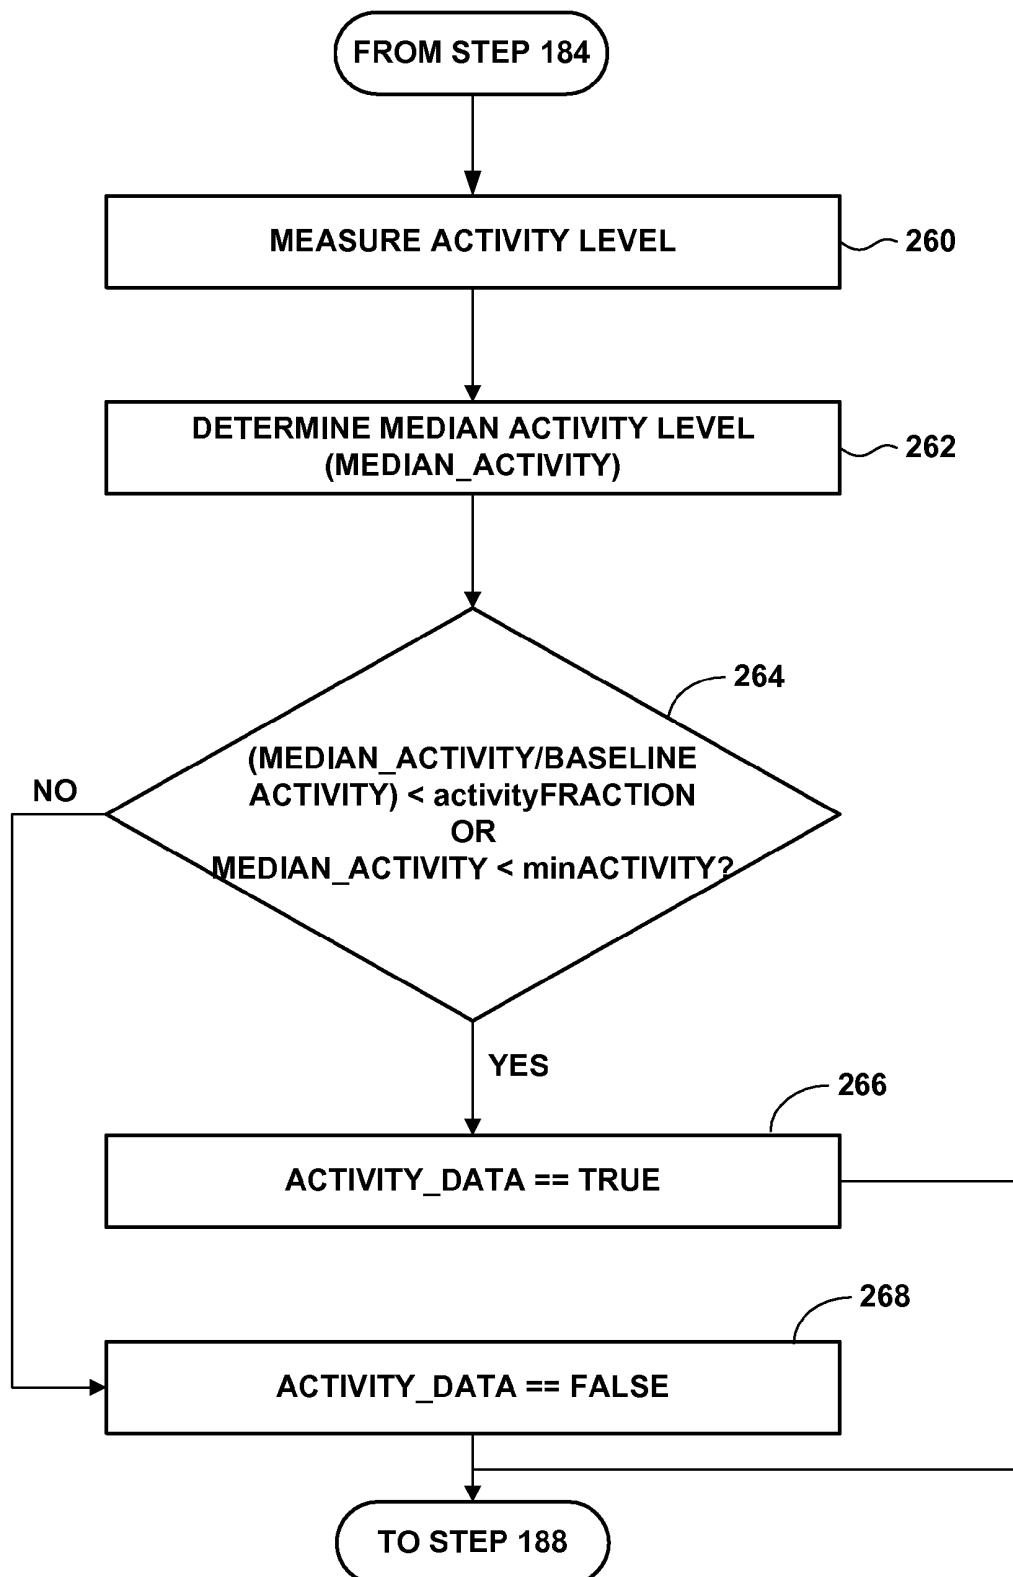 FROM STEP 184
MEASURE ACTIVITY LEVEL
260
DETERMINE MEDIAN ACTIVITY LEVEL
(MEDIAN_ACTIVITY)
262
264
(MEDIAN_ACTIVITY/BASELINE
ACTIVITY) < activityFRACTION
OR
MEDIAN_ACTIVITY < minACTIVITY?
NO
YES
266
ACTIVITY_DATA == TRUE
268
ACTIVITY_DATA == FALSE
TO STEP 188